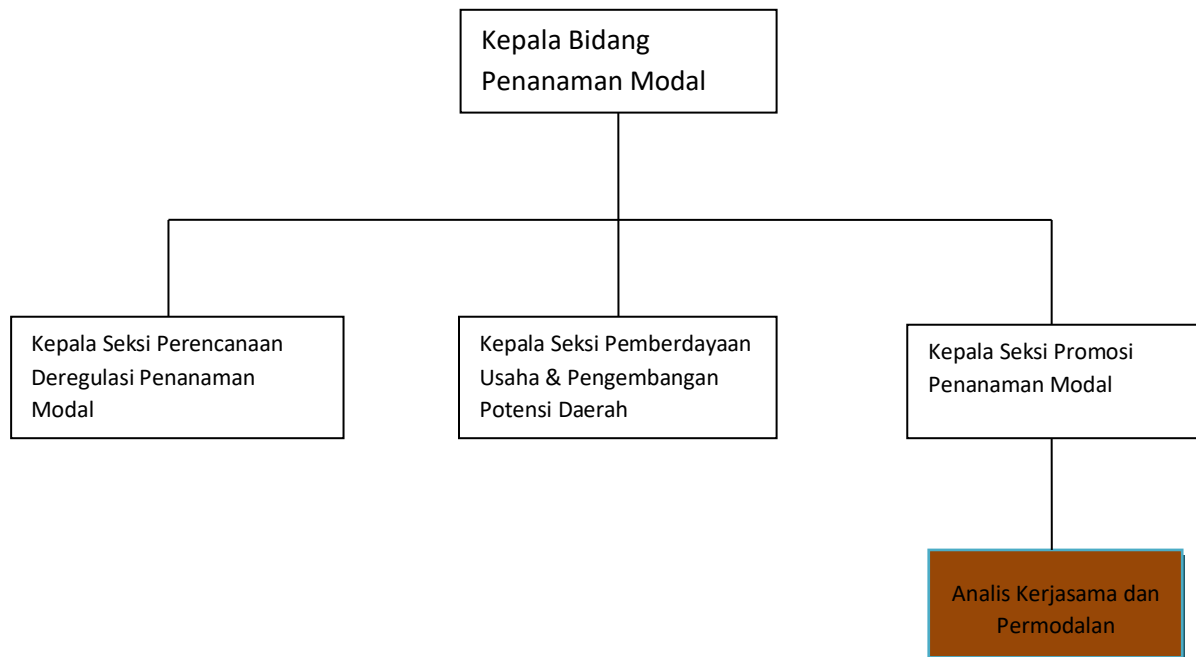 Kepala Bidang
Penanaman Modal
Kepala Seksi Perencanaan
Deregulasi Penanaman
Modal
Kepala Seksi Pemberdayaan
Usaha & Pengembangan
Potensi Daerah
Kepala Seksi Promosi
Penanaman Modal
Analis Kerjasama dan
Permodalan